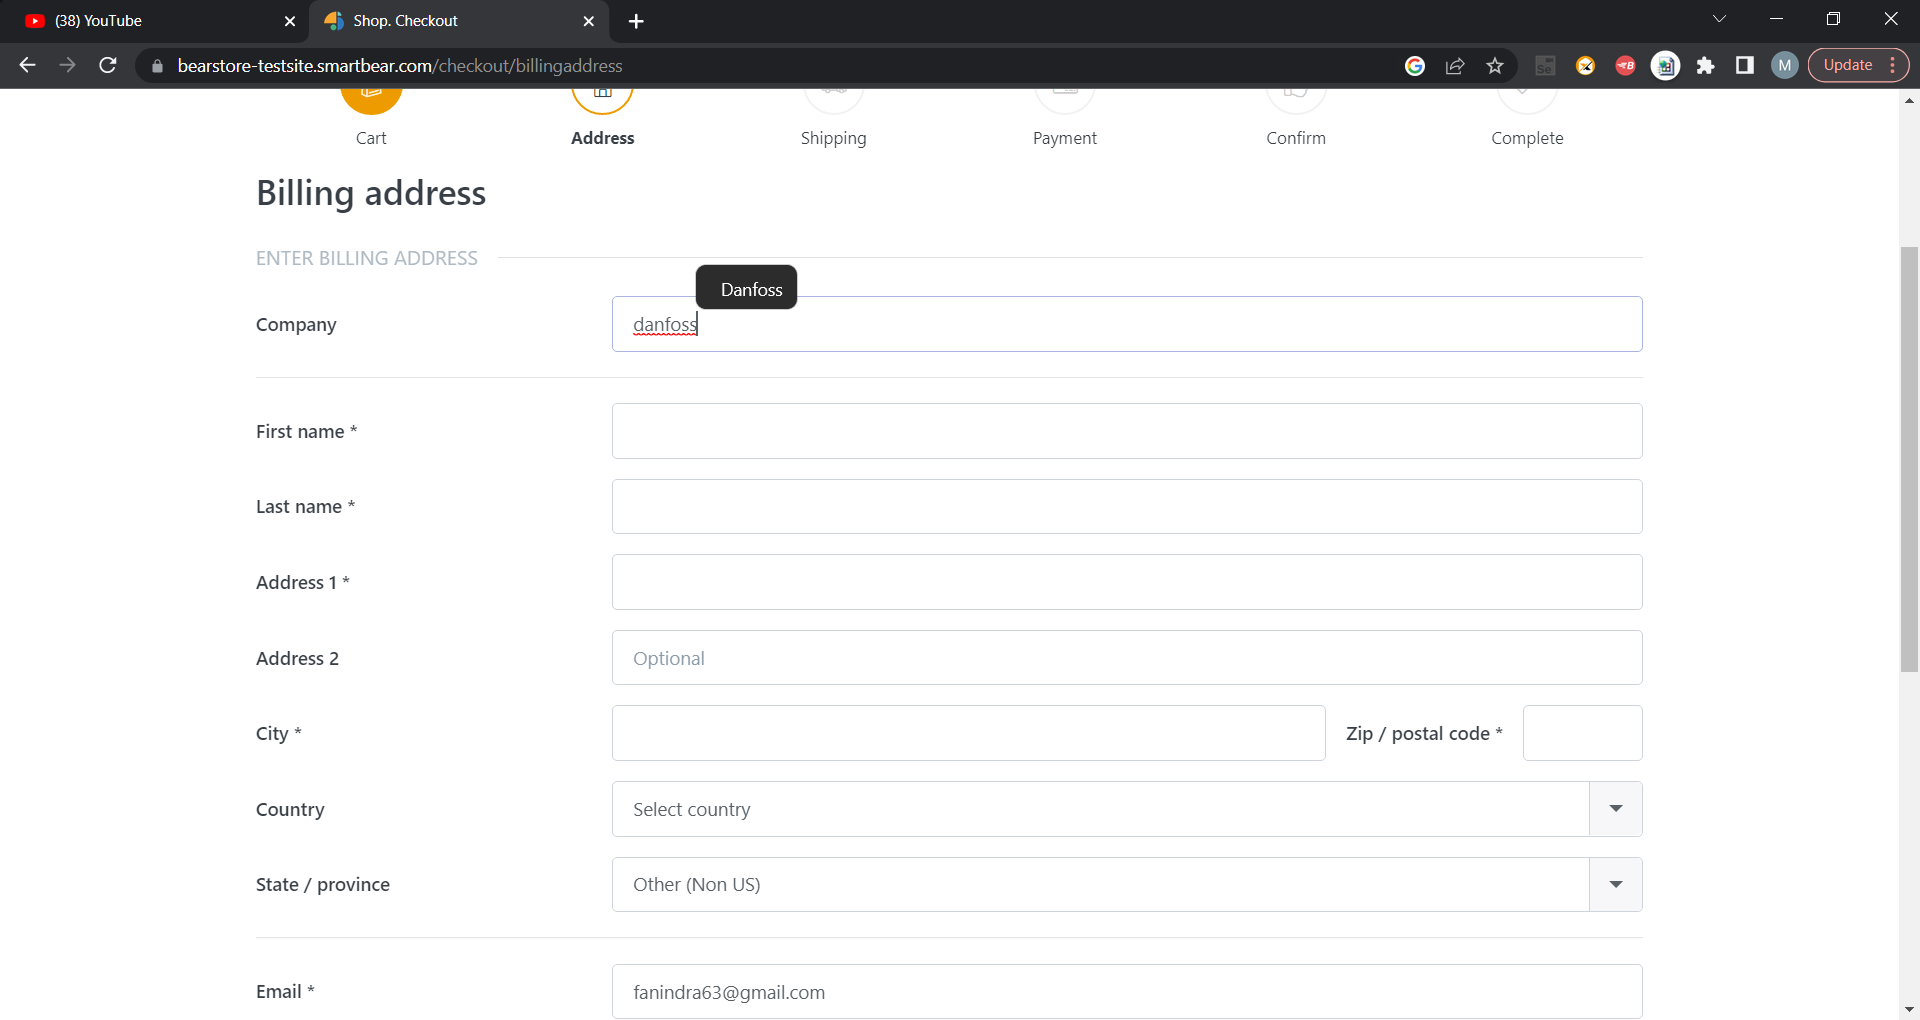 (38) YouTube
Shop. Checkout
bearstore-testsite.smartbear.com/checkout/billingaddress
Se
B
M
Update
Cart
Address
Shipping
Payment
Confirm
Complete
Billing address
ENTER BILLING ADDRESS
Danfoss
Company
danfoss
First name *
Last name *
Address 1 *
Address 2
Optional
City *
Zip / postal code *
Country
Select country
State / province
Other (Non US)
Email *
fanindra63@gmail.com